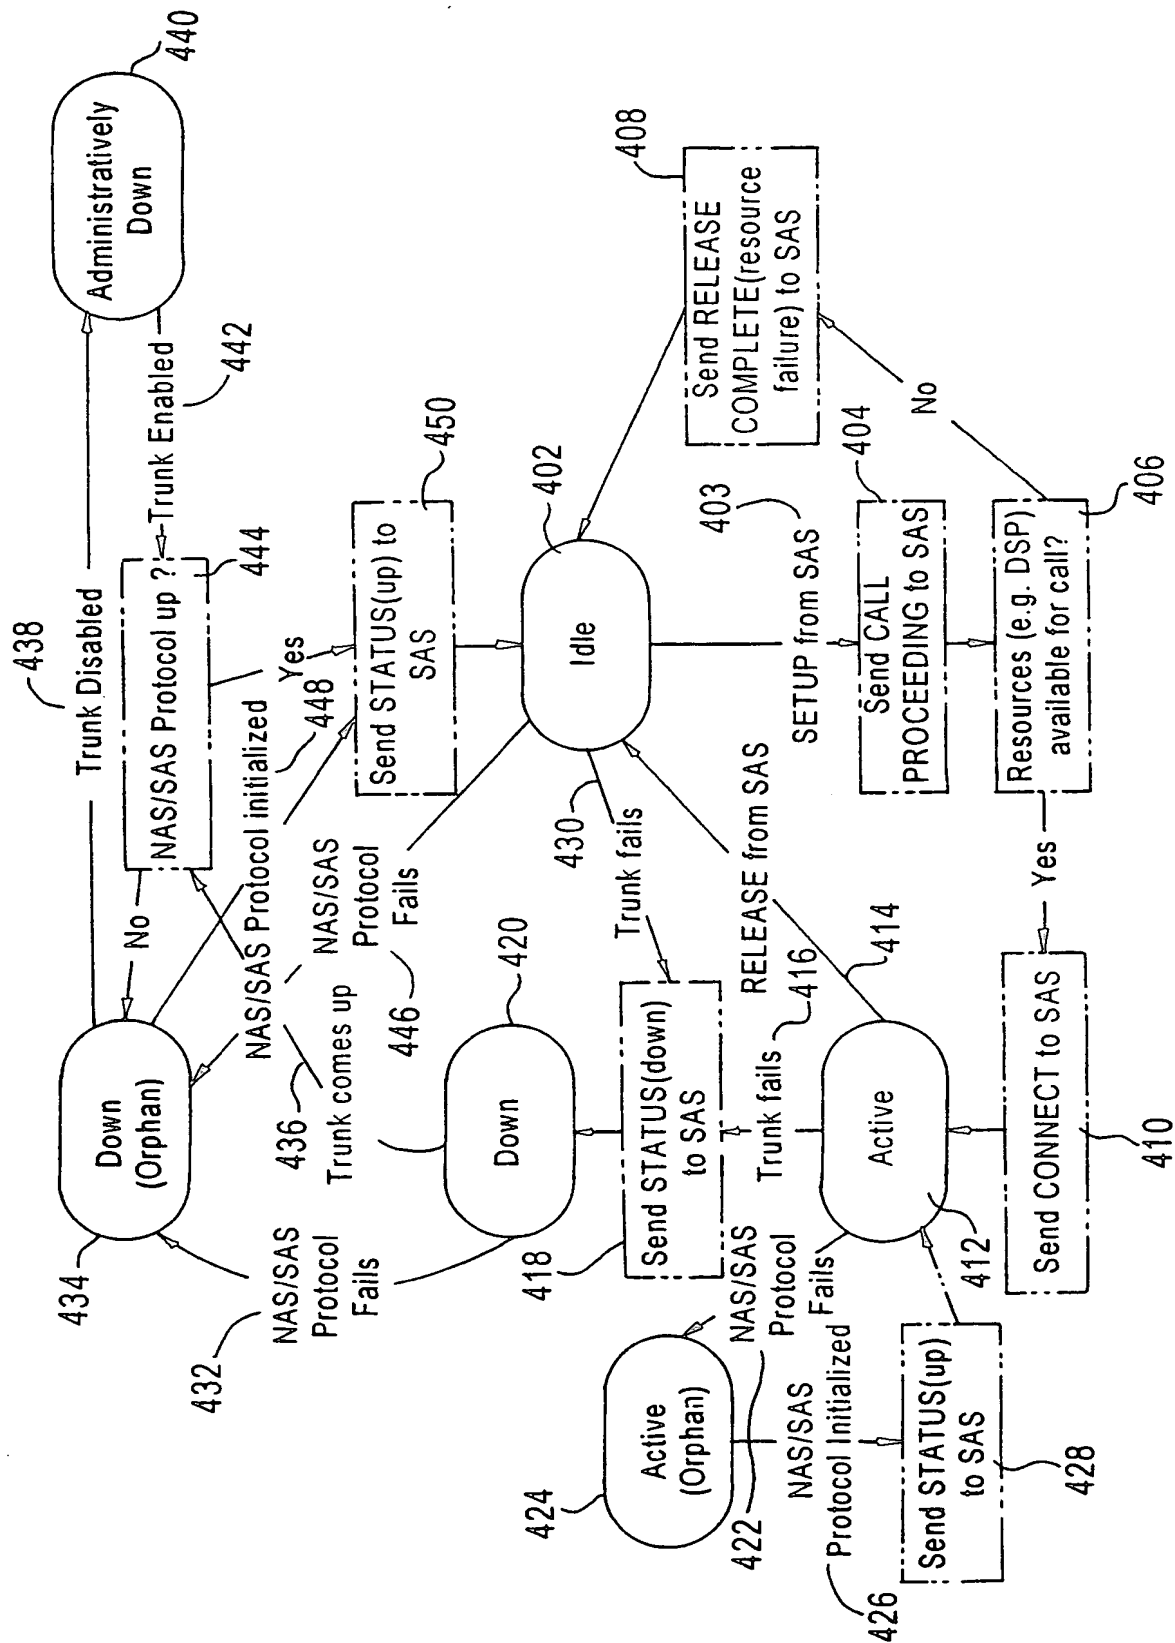 434
Down
(Orphan)
438
Trunk Disabled
440
Administratively
Down
432
NAS/SAS
Protocol
Fails
No
NAS/SAS Protocol up ?
444
Trunk Enabled
442
436
Trunk comes up
NAS/SAS Protocol initialized
448
Yes
446
NAS/SAS
Protocol
Fails
Send STATUS(up) to
SAS
450
424
Active
(Orphan)
Down
420
Idle
402
418
Send STATUS(down)
to SAS
430
Trunk fails
Send RELEASE
COMPLETE(resource
failure) to SAS
408
422
NAS/SAS
Protocol
Fails
Trunk fails
416
RELEASE from SAS
414
SETUP from SAS
403
426
NAS/SAS
Protocol Initialized
Active
412
Send CALL
PROCEEDING to SAS
404
No
Send STATUS(up)
to SAS
428
Send CONNECT to SAS
410
Yes
Resources (e.g. DSP)
available for call?
406